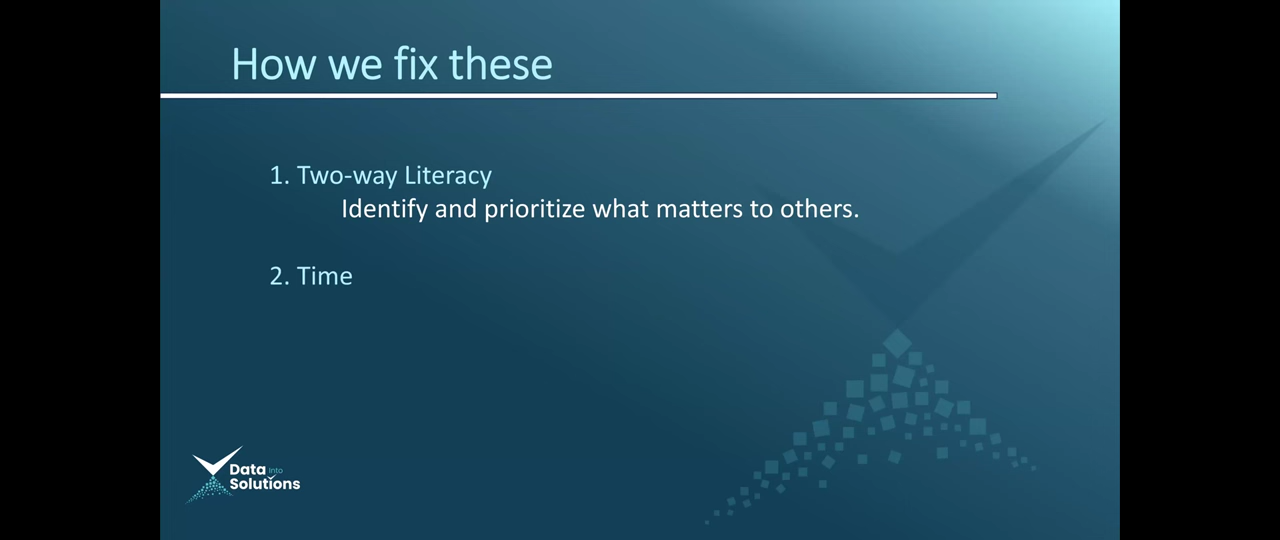 How we fix these
1. Two-way Literacy
Identify and prioritize what matters to others.
2. Time
Data Into
Solutions